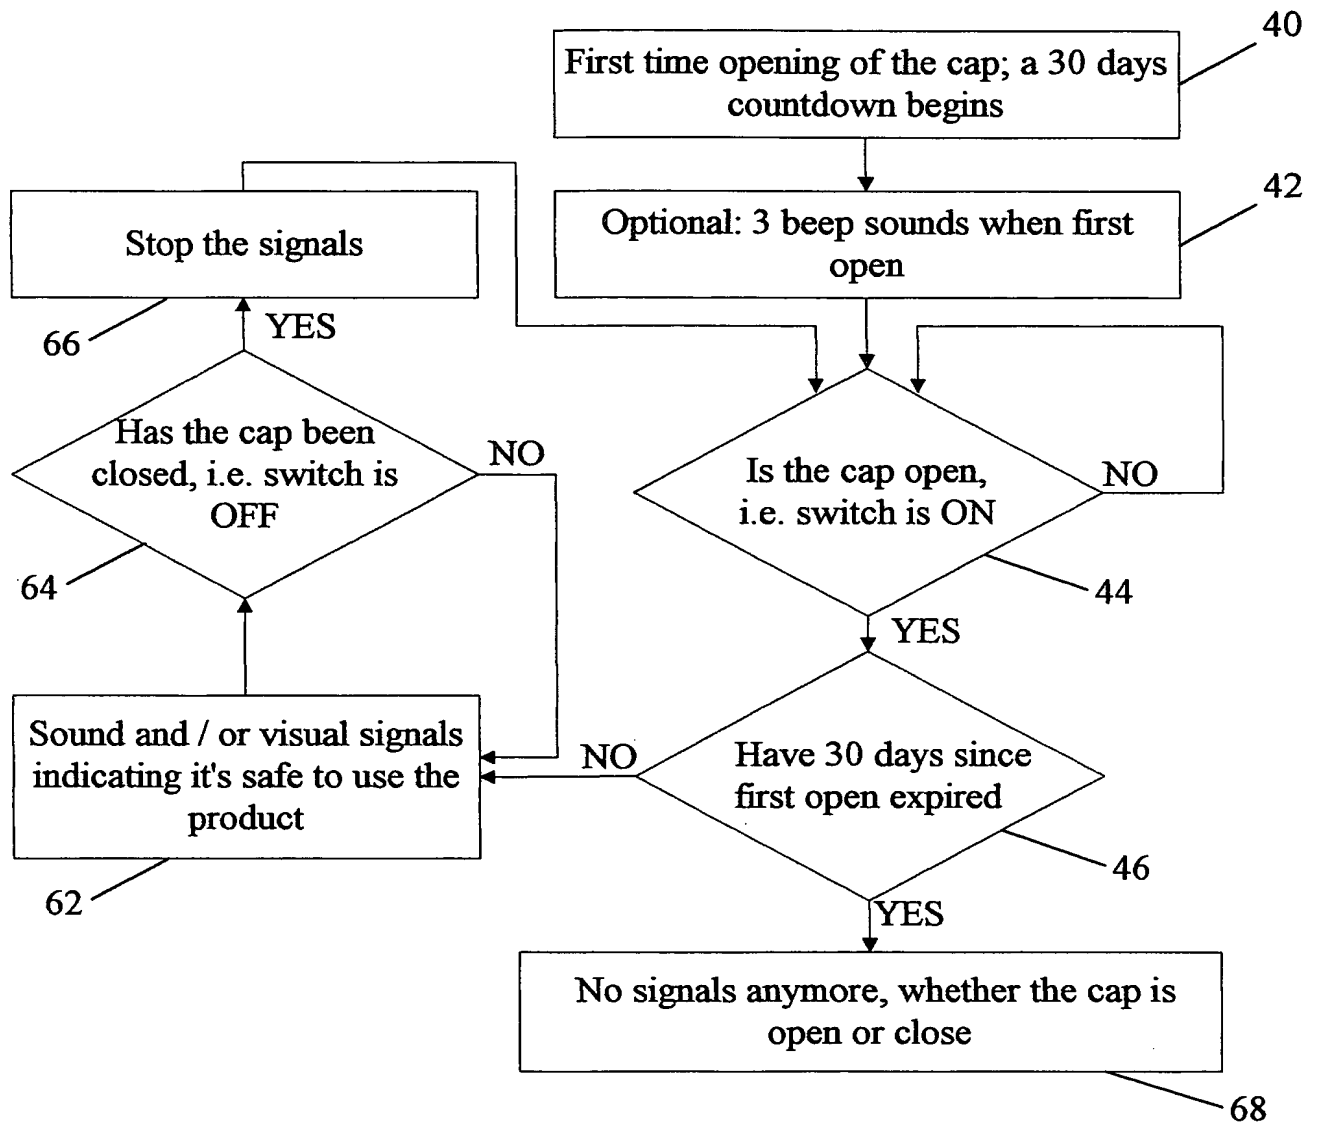 40
First time opening of the cap; a 30 days
countdown begins
42
Optional: 3 beep sounds when first
open
Stop the signals
66
YES
Has the cap been
closed, i.e. switch is
OFF
NO
64
Is the cap open,
i.e. switch is ON
NO
44
YES
Sound and / or visual signals
indicating it's safe to use the
product
62
NO
Have 30 days since
first open expired
46
YES
No signals anymore, whether the cap is
open or close
68